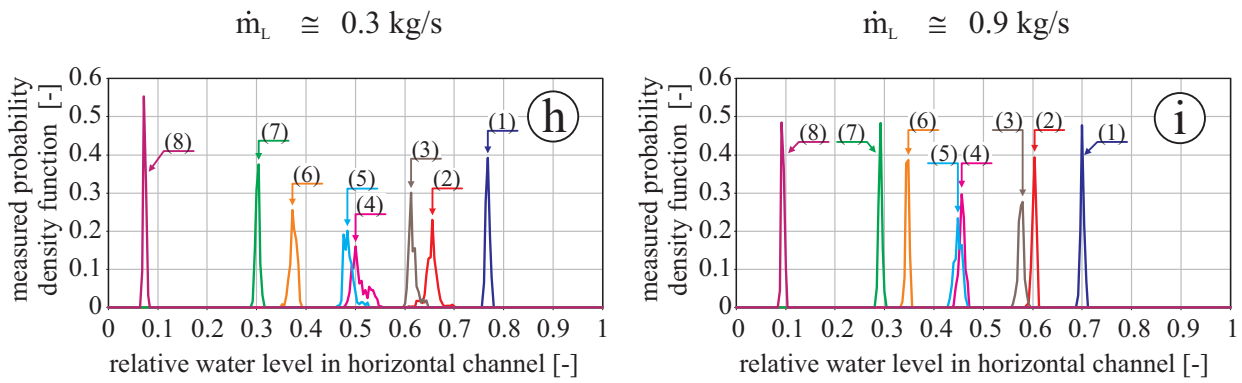 ṁL ≅ 0.3 kg/s
ṁL ≅ 0.9 kg/s
measured probability
density function [-]
0.6
0.5
0.4
0.3
0.2
0.1
0
h
(8)
(7)
(6)
(5)
(4)
(3)
(2)
(1)
0 0.1 0.2 0.3 0.4 0.5 0.6 0.7 0.8 0.9 1
relative water level in horizontal channel [-]
measured probability
density function [-]
0.6
0.5
0.4
0.3
0.2
0.1
0
i
(8)
(7)
(6)
(5)
(4)
(3)
(2)
(1)
0 0.1 0.2 0.3 0.4 0.5 0.6 0.7 0.8 0.9 1
relative water level in horizontal channel [-]